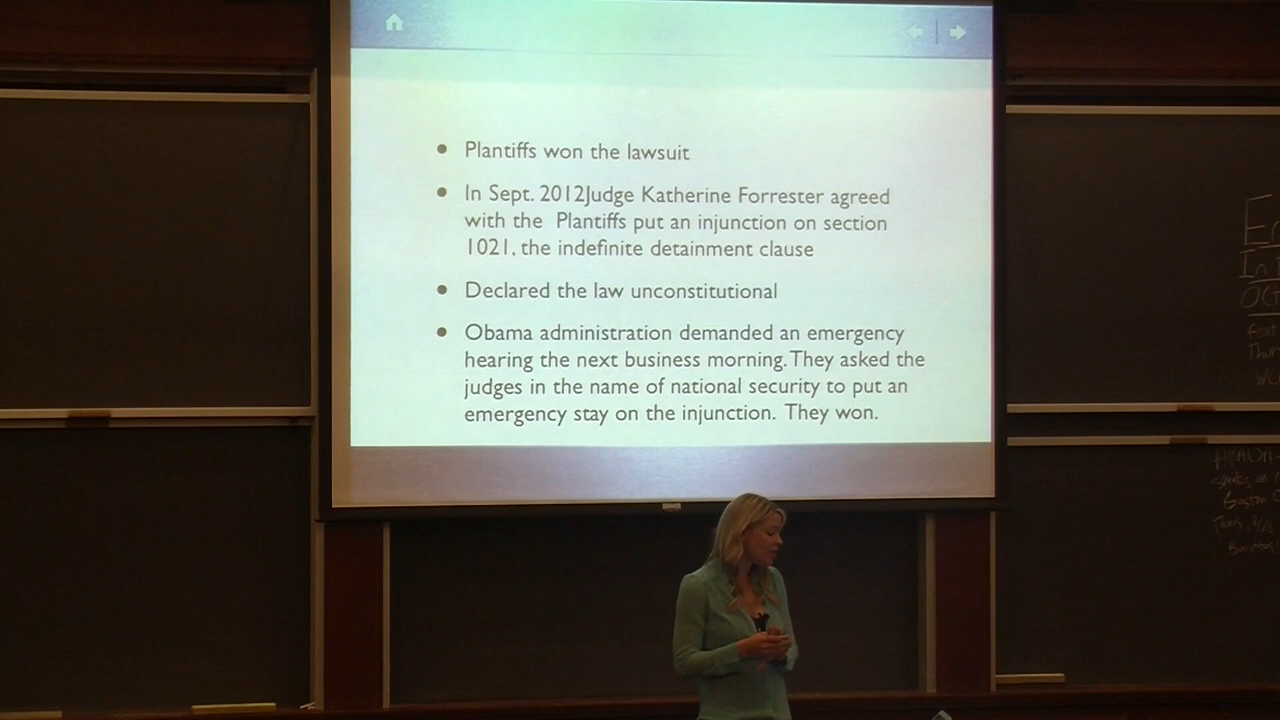 • Plantiffs won the lawsuit
• In Sept. 2012Judge Katherine Forrester agreed
with the Plantiffs put an injunction on section
1021, the indefinite detainment clause
• Declared the law unconstitutional
• Obama administration demanded an emergency
hearing the next business morning. They asked the
judges in the name of national security to put an
emergency stay on the injunction. They won.